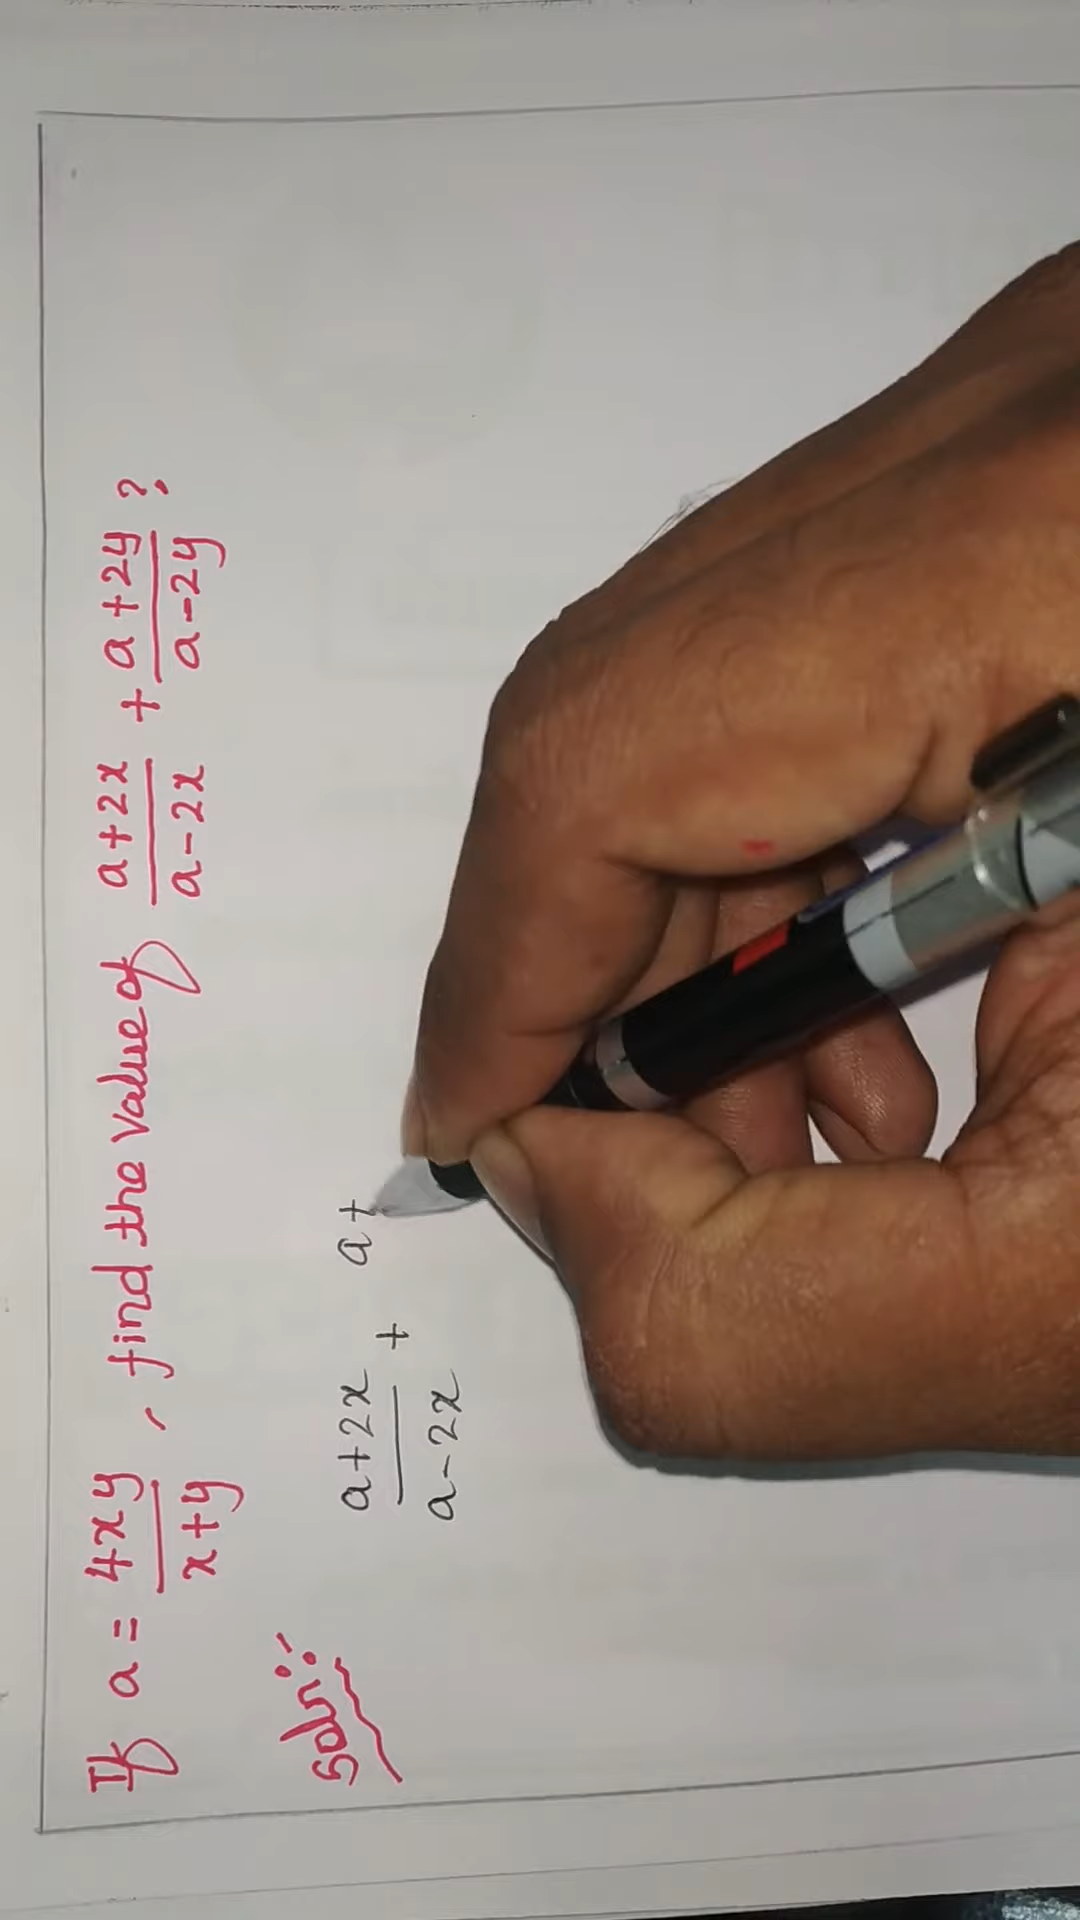 If a = 4xy/x+y, find the value of a+2x/a-2x + a+2y/a-2y?
Soln:-
a+2x/a-2x + a+